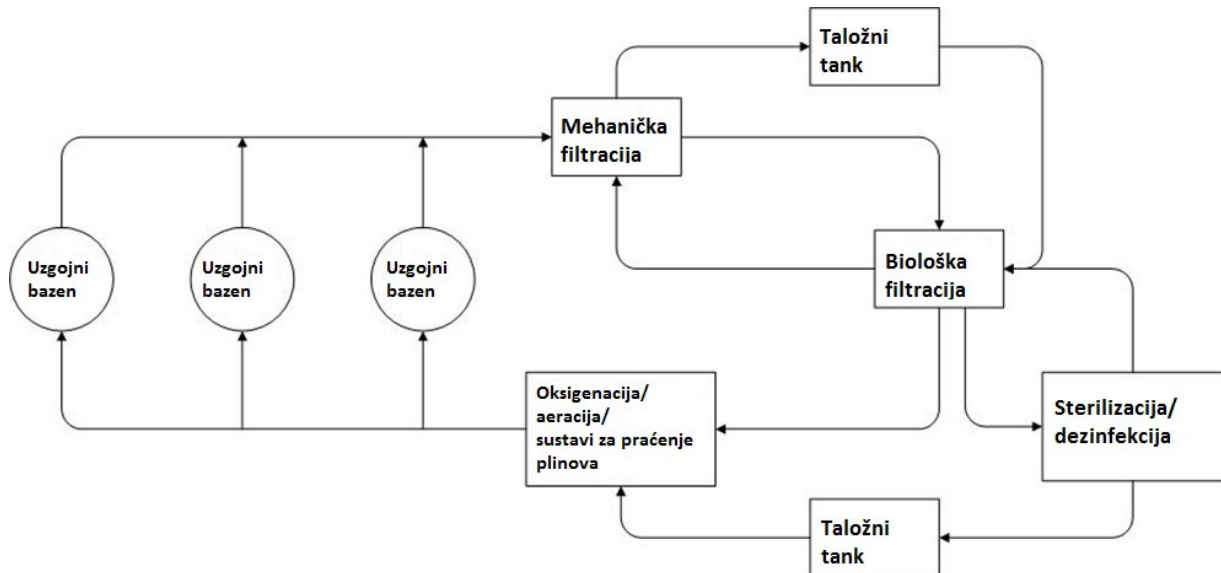 Taložni
tank
Mehanička
filtracija
Uzgojni
bazen
Uzgojni
bazen
Uzgojni
bazen
Biološka
filtracija
Oksigenacija/
aeracija/
sustavi za praćenje
plinova
Sterilizacija/
dezinfekcija
Taložni
tank